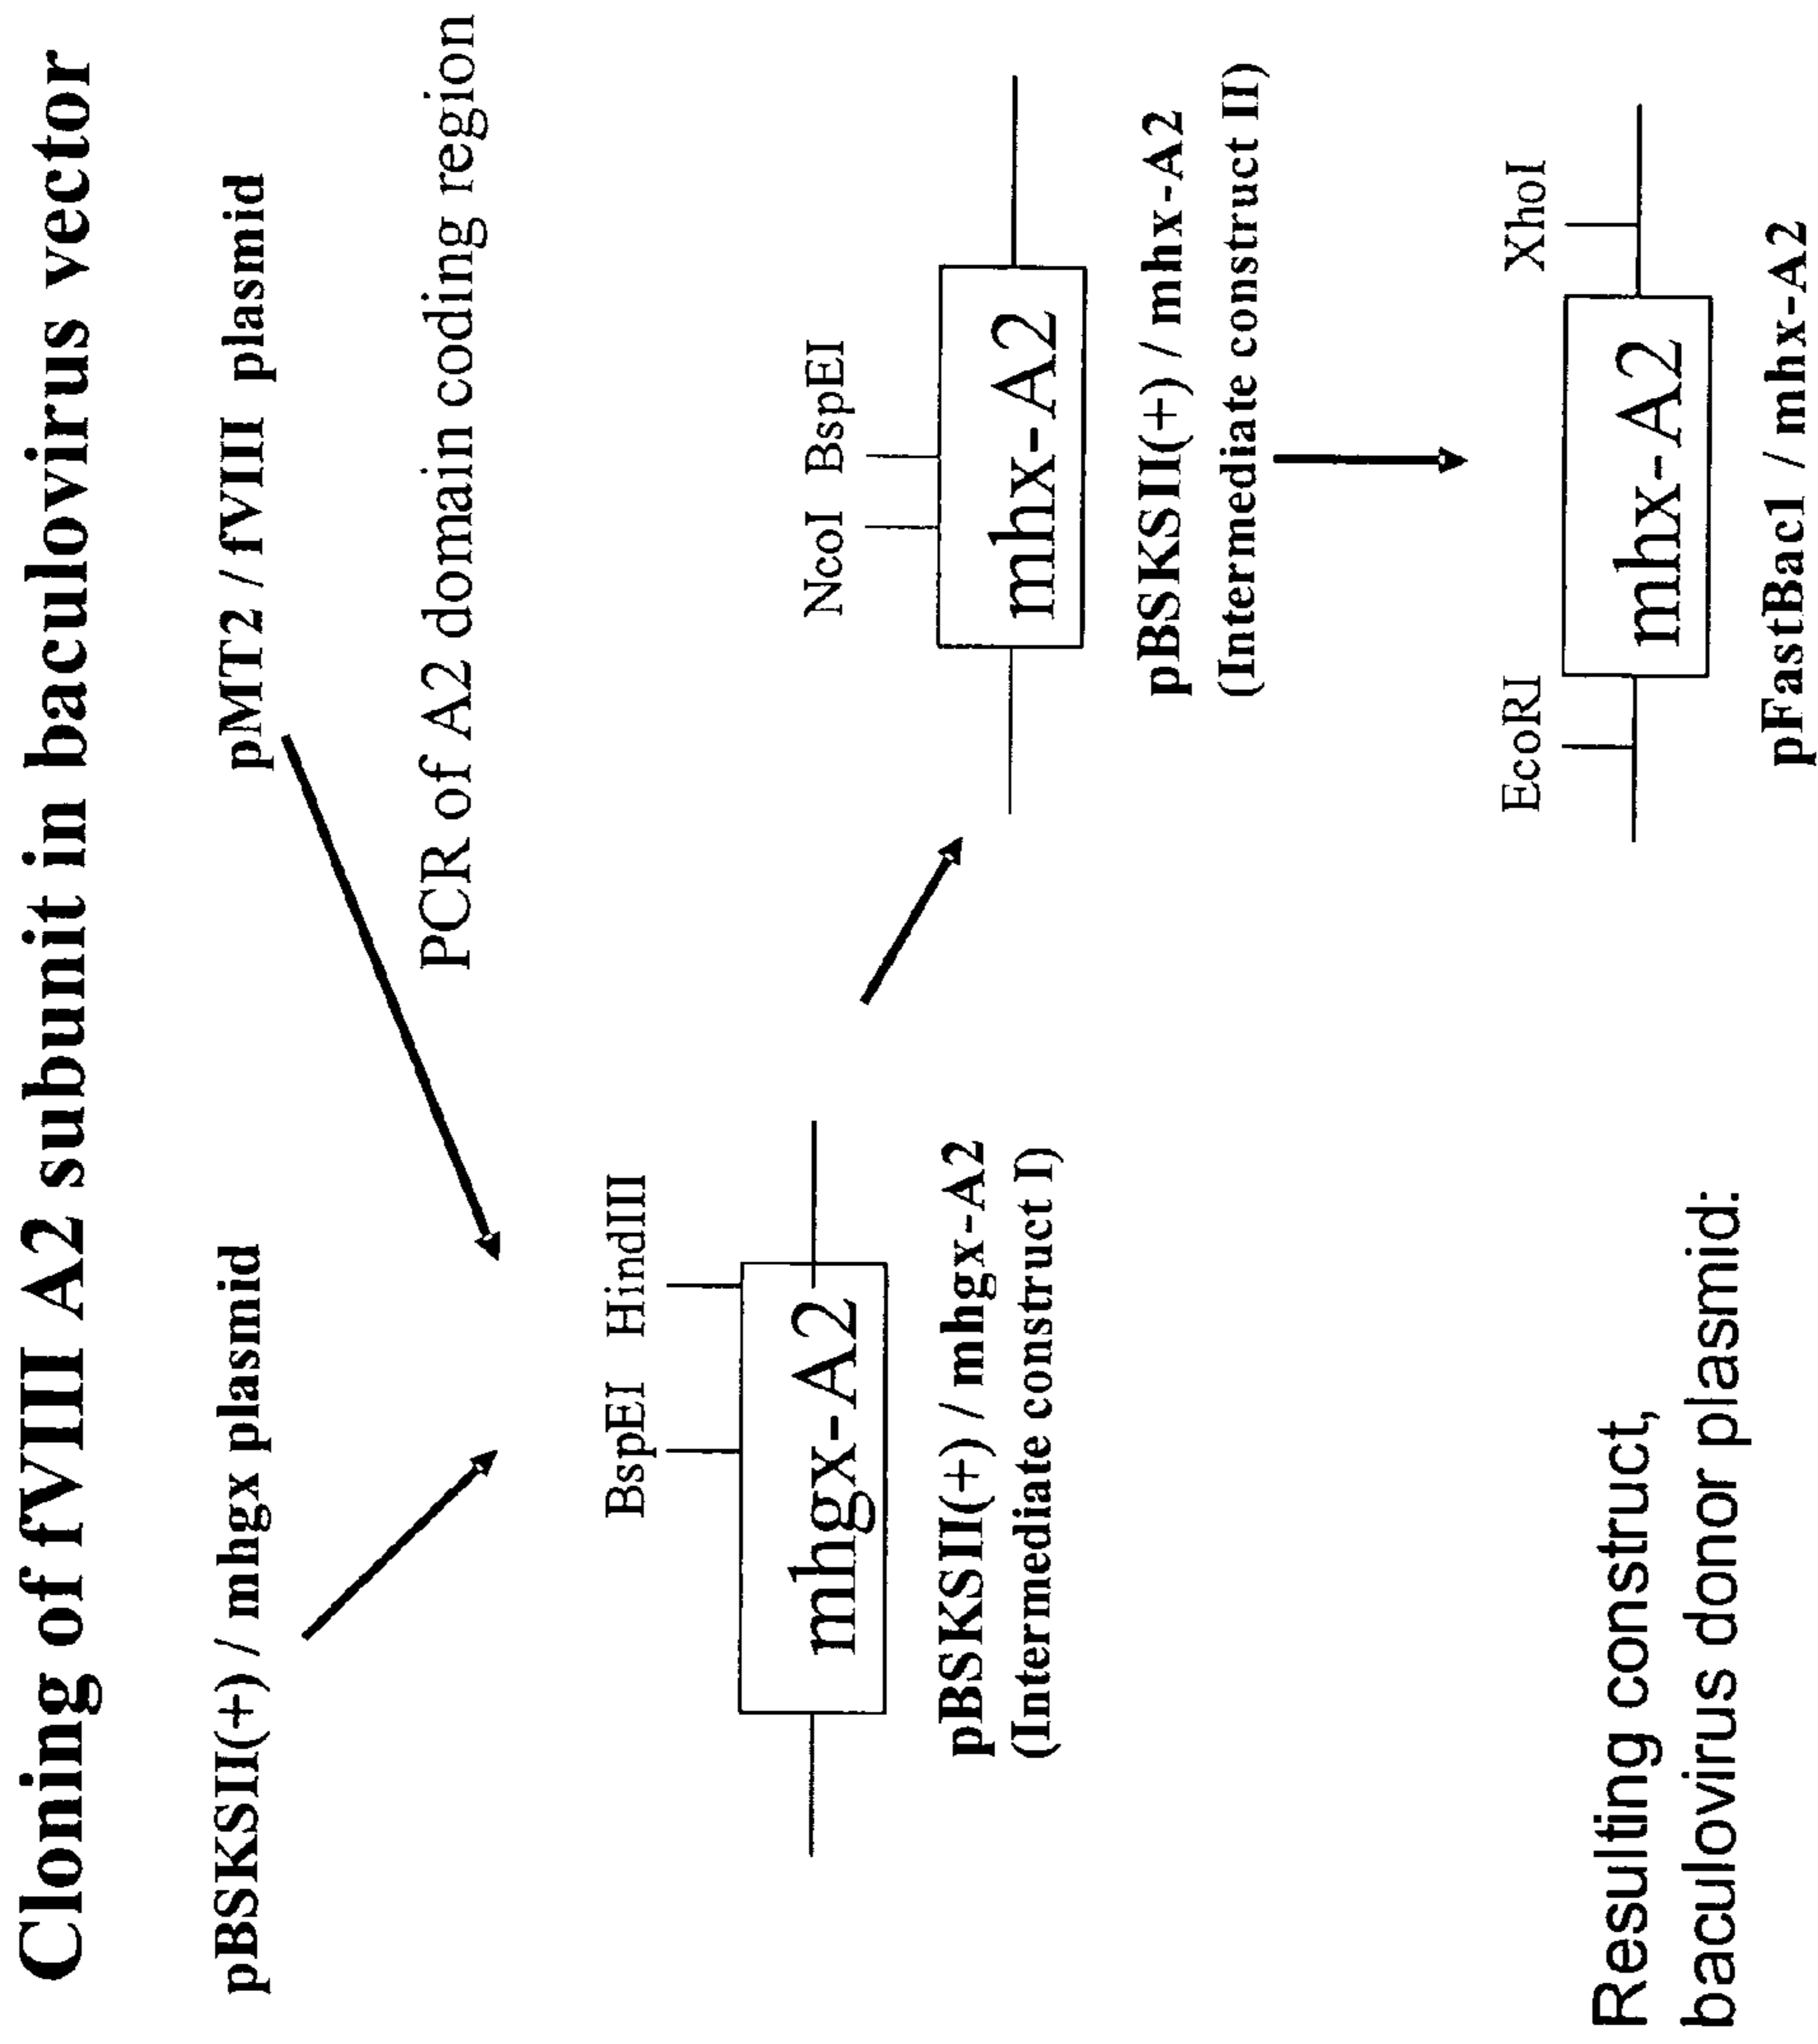 Cloning of fVIII A2 subunit in baculovirus vector
pBSKSII(+) / mhgx plasmid
pMT2 / fVIII plasmid
PCR of A2 domain coding region
BspEI HindIII
mhgx-A2
pBSKSII(+) / mhgx-A2
(Intermediate construct I)
NcoI BspEI
mhx-A2
pBSKSII(+) / mhx-A2
(Intermediate construct II)
Resulting construct,
baculovirus donor plasmid:
EcoRI XhoI
mhx-A2
pFastBac1 / mhx-A2